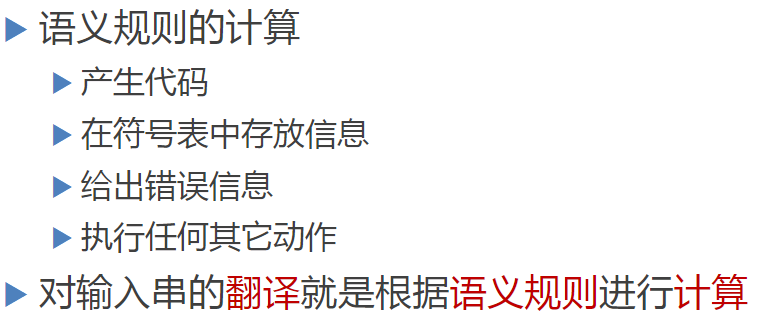 语义规则的计算
产生代码
在符号表中存放信息
给出错误信息
执行任何其它动作
对输入串的翻译就是根据语义规则进行计算